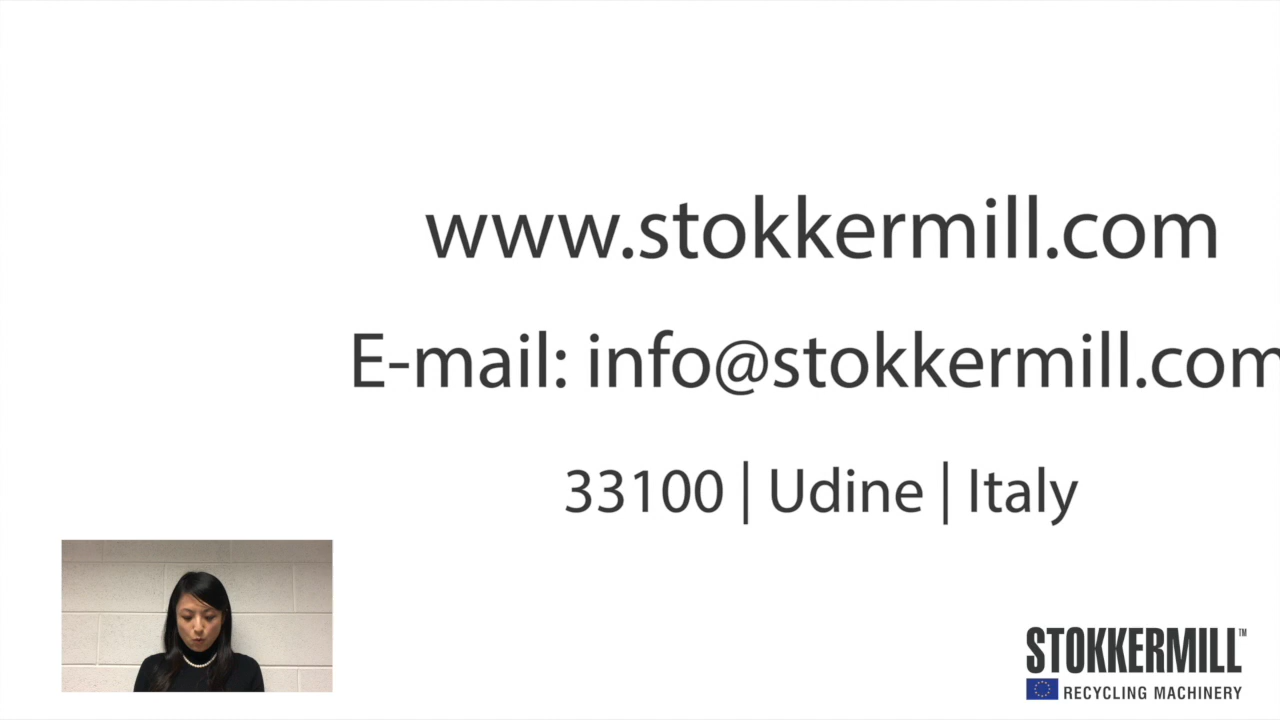 www.stokkermill.com
E-mail: info@stokkermill.com
33100 | Udine | Italy
STOKKERMILL™
RECYCLING MACHINERY